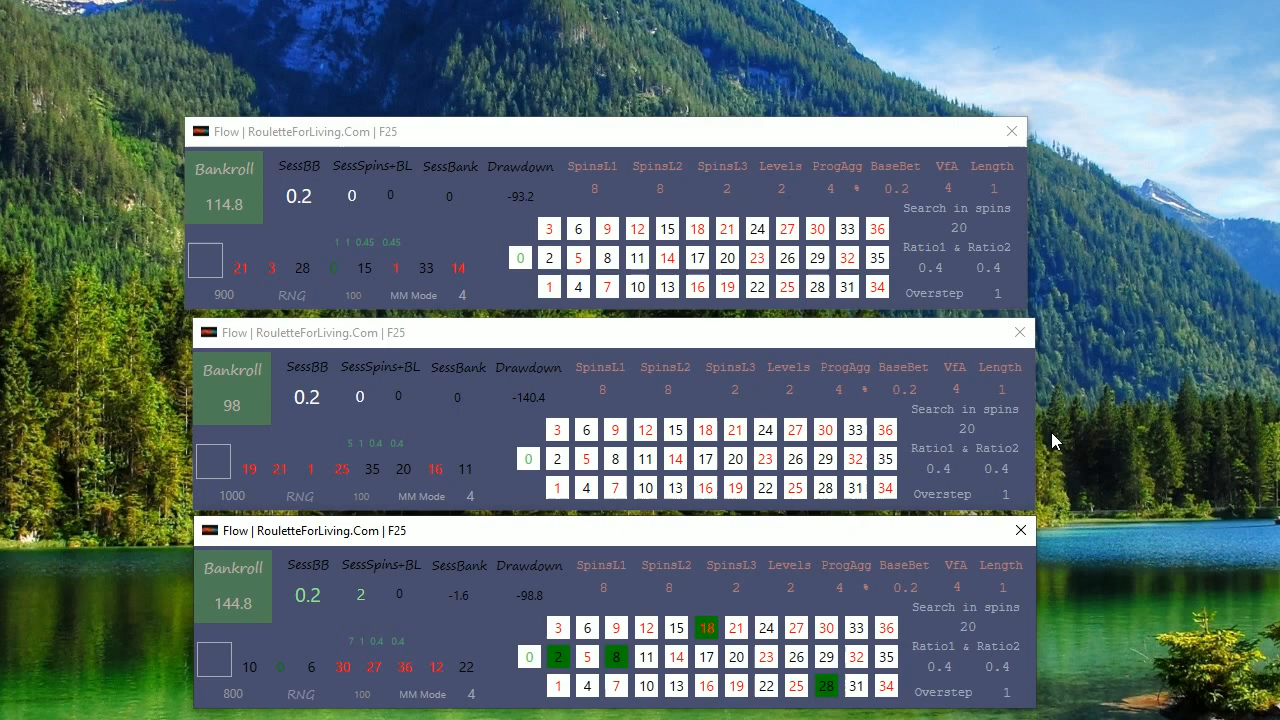 Flow | RouletteForLiving.Com | F25
Bankroll SessBB SessSpins+BL SessBank Drawdown SpinsL1 SpinsL2 SpinsL3 Levels ProgAgg BaseBet VfA Length
114.8 0.2 0 0 0 -93.2 8 8 2 2 4 % 0.2 4 1
Search in spins
20
3 6 9 12 15 18 21 24 27 30 33 36
1 1 0.45 0.45
Ratio1 & Ratio2
0 2 5 8 11 14 17 20 23 26 29 32 35
21 3 28 0 15 1 33 14
0.4 0.4
1 4 7 10 13 16 19 22 25 28 31 34
900 RNG 100 MM Mode 4
Overstep 1
Flow | RouletteForLiving.Com | F25
Bankroll SessBB SessSpins+BL SessBank Drawdown SpinsL1 SpinsL2 SpinsL3 Levels ProgAgg BaseBet VfA Length
98 0.2 0 0 0 -140.4 8 8 2 2 4 % 0.2 4 1
Search in spins
20
3 6 9 12 15 18 21 24 27 30 33 36
5 1 0.4 0.4
Ratio1 & Ratio2
0 2 5 8 11 14 17 20 23 26 29 32 35
19 21 1 25 35 20 16 11
0.4 0.4
1 4 7 10 13 16 19 22 25 28 31 34
1000 RNG 100 MM Mode 4
Overstep 1
Flow | RouletteForLiving.Com | F25
Bankroll SessBB SessSpins+BL SessBank Drawdown SpinsL1 SpinsL2 SpinsL3 Levels ProgAgg BaseBet VfA Length
144.8 0.2 2 0 -1.6 -98.8 8 8 2 2 4 % 0.2 4 1
Search in spins
20
3 6 9 12 15 18 21 24 27 30 33 36
7 1 0.4 0.4
Ratio1 & Ratio2
0 2 5 8 11 14 17 20 23 26 29 32 35
10 0 6 30 27 36 12 22
0.4 0.4
1 4 7 10 13 16 19 22 25 28 31 34
800 RNG 100 MM Mode 4
Overstep 1